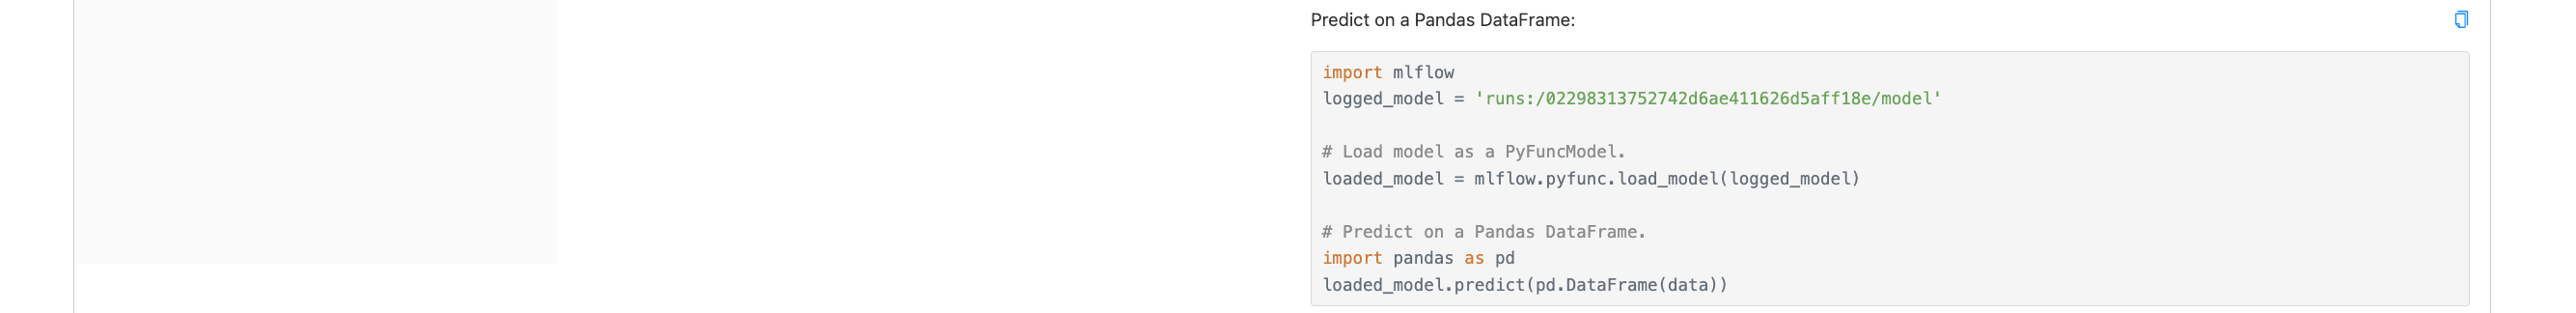 Predict on a Pandas DataFrame:
import mlflow
logged_model = 'runs:/02298313752742d6ae411626d5aff18e/model'
# Load model as a PyFuncModel.
loaded_model = mlflow.pyfunc.load_model(logged_model)
# Predict on a Pandas DataFrame.
import pandas as pd
loaded_model.predict(pd.DataFrame(data))